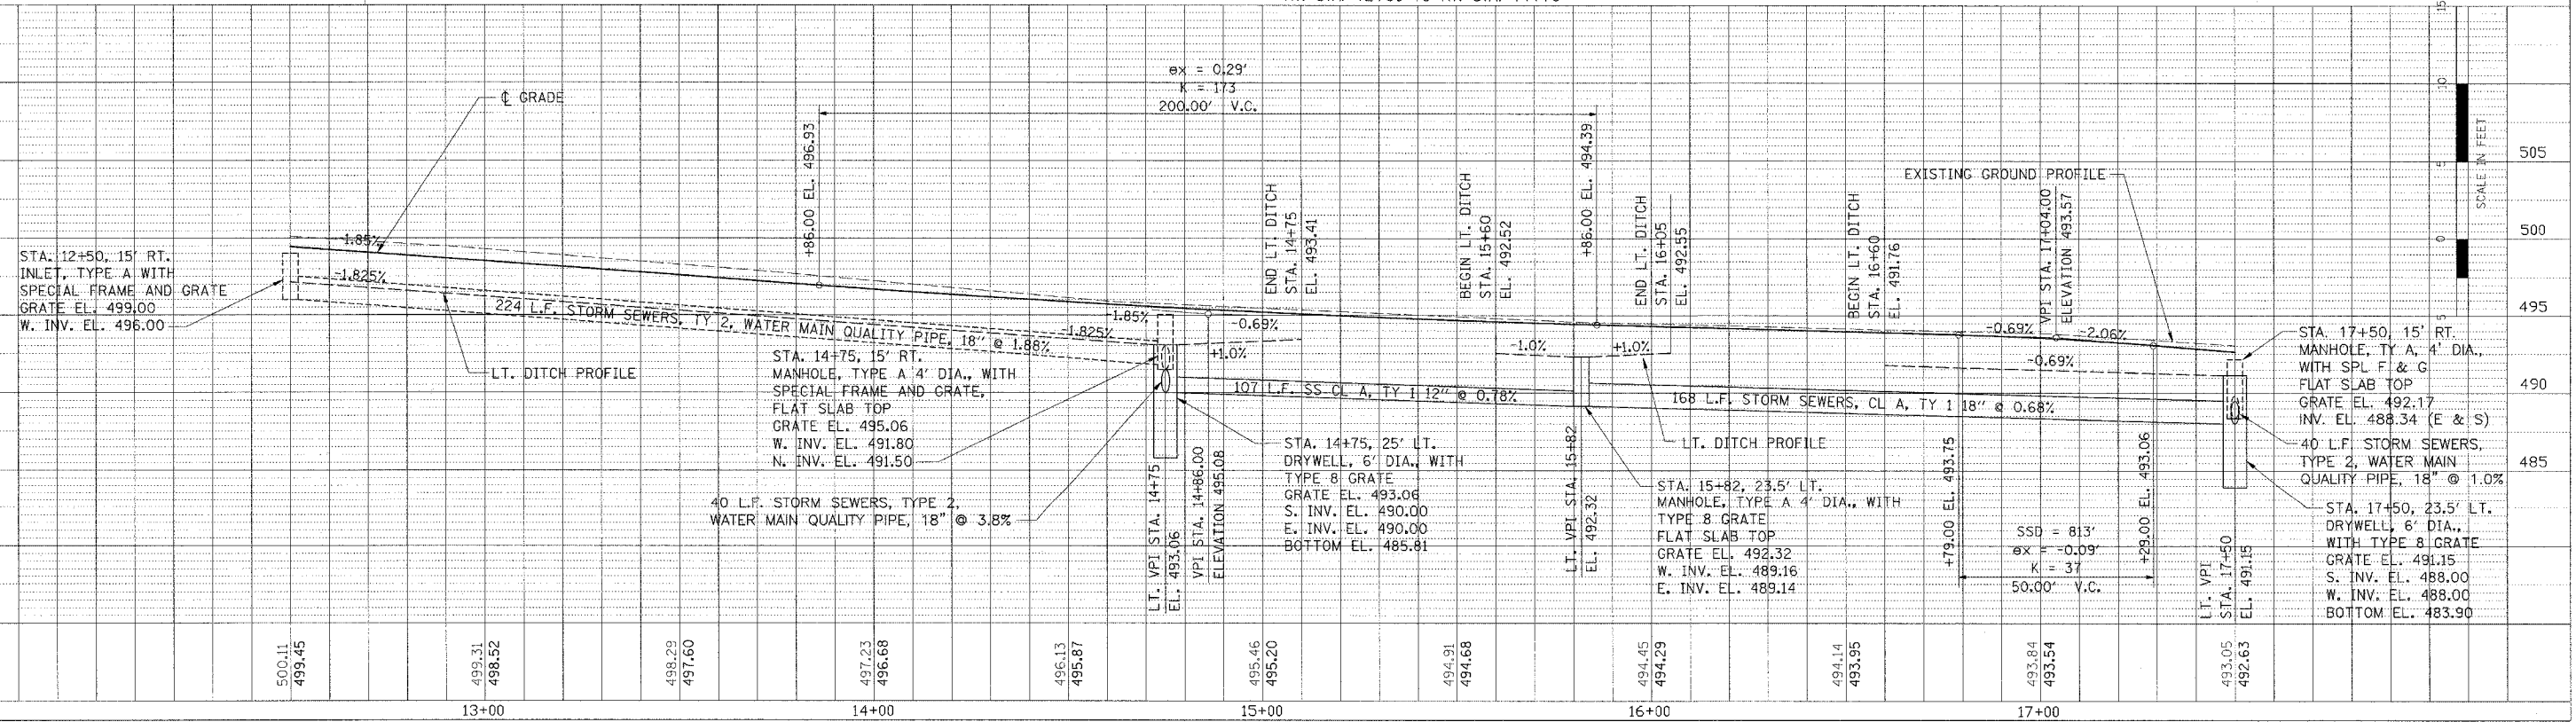 ex = 0.29'
K = 173
200.00' V.C.
℄ GRADE
+86.00 EL. 496.93
+86.00 EL. 494.39
EXISTING GROUND PROFILE
STA. 12+50, 15' RT.
INLET, TYPE A WITH
SPECIAL FRAME AND GRATE
GRATE EL. 499.00
W. INV. EL. 496.00
-1.85%
-1.825%
224 L.F. STORM SEWERS, TY 2, WATER MAIN QUALITY PIPE, 18" @ 1.88%
LT. DITCH PROFILE
-1.85%
-1.825%
-0.69%
+1.0%
END LT. DITCH
STA. 14+75
EL. 493.41
BEGIN LT. DITCH
STA. 15+60
EL. 492.52
-1.0%
+1.0%
END LT. DITCH
STA. 16+05
EL. 492.55
BEGIN LT. DITCH
STA. 16+60
EL. 491.76
VPI STA. 17+04.00
ELEVATION 493.57
-0.69%
-2.06%
-0.69%
STA. 14+75, 15' RT.
MANHOLE, TYPE A 4' DIA., WITH
SPECIAL FRAME AND GRATE,
FLAT SLAB TOP
GRATE EL. 495.06
W. INV. EL. 491.80
N. INV. EL. 491.50
40 L.F. STORM SEWERS, TYPE 2,
WATER MAIN QUALITY PIPE, 18" @ 3.8%
LT. VPI STA. 14+75
EL. 493.06
VPI STA. 14+86.00
ELEVATION 495.08
107 L.F. SS CL A, TY 1 12" @ 0.78%
168 L.F. STORM SEWERS, CL A, TY 1 18" @ 0.68%
STA. 14+75, 25' LT.
DRYWELL, 6' DIA., WITH
TYPE 8 GRATE
GRATE EL. 493.06
S. INV. EL. 490.00
E. INV. EL. 490.00
BOTTOM EL. 485.81
LT. VPI STA. 15+82
EL. 492.32
LT. DITCH PROFILE
STA. 15+82, 23.5' LT.
MANHOLE, TYPE A 4' DIA., WITH
TYPE 8 GRATE
FLAT SLAB TOP
GRATE EL. 492.32
W. INV. EL. 489.16
E. INV. EL. 489.14
+79.00 EL. 493.75
+29.00 EL. 493.06
SSD = 813'
ex = -0.09'
K = 37
50.00' V.C.
LT. VPI
STA. 17+50
EL. 491.15
STA. 17+50, 15' RT.
MANHOLE, TY A, 4' DIA.,
WITH SPL F & G
FLAT SLAB TOP
GRATE EL. 492.17
INV. EL. 488.34 (E & S)
40 L.F. STORM SEWERS,
TYPE 2, WATER MAIN
QUALITY PIPE, 18" @ 1.0%
STA. 17+50, 23.5' LT.
DRYWELL, 6' DIA.,
WITH TYPE 8 GRATE
GRATE EL. 491.15
S. INV. EL. 488.00
W. INV. EL. 488.00
BOTTOM EL. 483.90
15
10
5
0
5
SCALE IN FEET
505
500
495
490
485
500.11
499.45
499.31
498.52
498.29
497.60
497.23
496.68
496.13
495.87
495.46
495.20
494.91
494.68
494.45
494.29
494.14
493.95
493.84
493.54
493.05
492.63
13+00
14+00
15+00
16+00
17+00